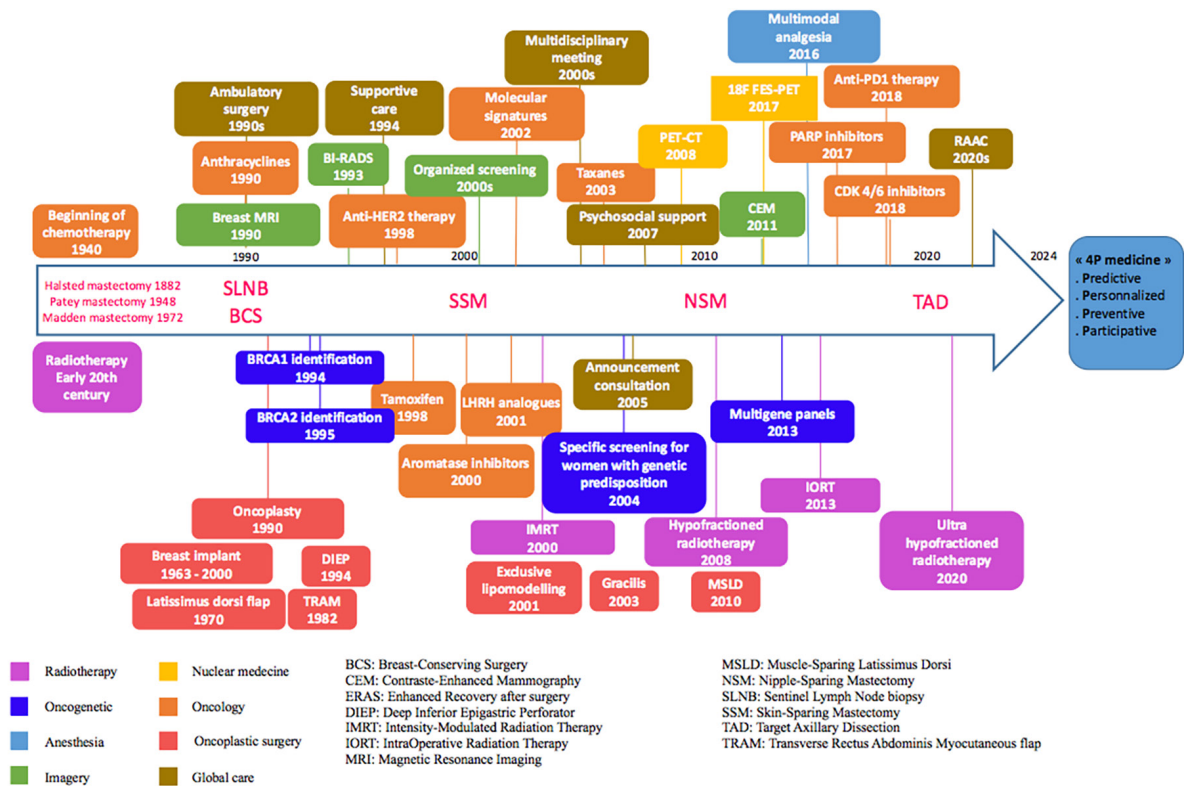 Multimodal
analgesia
2016
Multidisciplinary
meeting
2000s
18F FES-PET
2017
Anti-PD1 therapy
2018
Ambulatory
surgery
1990s
Supportive
care
1994
Molecular
signatures
2002
PET-CT
2008
PARP inhibitors
2017
RAAC
2020s
Anthracyclines
1990
BI-RADS
1993
Organized screening
2000s
Taxanes
2003
CDK 4/6 inhibitors
2018
Beginning of
chemotherapy
1940
Breast MRI
1990
Anti-HER2 therapy
1998
Psychosocial support
2007
CEM
2011
1990
2000
2010
2020
2024
Halsted mastectomy 1882
Patey mastectomy 1948
Madden mastectomy 1972
SLNB
BCS
SSM
NSM
TAD
« 4P medicine »
. Predictive
. Personnalized
. Preventive
. Participative
Radiotherapy
Early 20th
century
BRCA1 identification
1994
BRCA2 identification
1995
Tamoxifen
1998
LHRH analogues
2001
Announcement
consultation
2005
Multigene panels
2013
Aromatase inhibitors
2000
Specific screening for
women with genetic
predisposition
2004
IORT
2013
Oncoplasty
1990
IMRT
2000
Hypofractioned
radiotherapy
2008
Ultra
hypofractioned
radiotherapy
2020
Breast implant
1963 - 2000
DIEP
1994
Exclusive
lipomodelling
2001
Gracilis
2003
MSLD
2010
Latissimus dorsi flap
1970
TRAM
1982
Radiotherapy
Oncogenetic
Anesthesia
Imagery
Nuclear medecine
Oncology
Oncoplastic surgery
Global care
BCS: Breast-Conserving Surgery
CEM: Contraste-Enhanced Mammography
ERAS: Enhanced Recovery after surgery
DIEP: Deep Inferior Epigastric Perforator
IMRT: Intensity-Modulated Radiation Therapy
IORT: IntraOperative Radiation Therapy
MRI: Magnetic Resonance Imaging
MSLD: Muscle-Sparing Latissimus Dorsi
NSM: Nipple-Sparing Mastectomy
SLNB: Sentinel Lymph Node biopsy
SSM: Skin-Sparing Mastectomy
TAD: Target Axillary Dissection
TRAM: Transverse Rectus Abdominis Myocutaneous flap